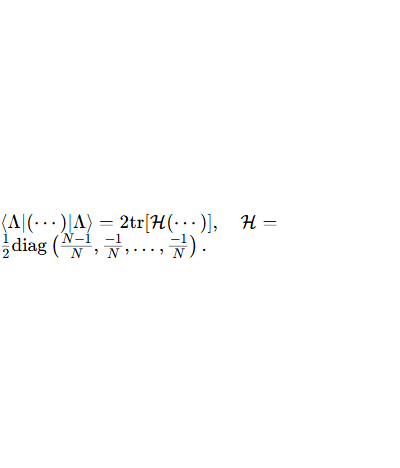 ⟨Λ|(⋯)|Λ⟩ = 2tr[ℋ(⋯)], ℋ =
½diag((N−1)/N, (−1)/N, …, (−1)/N).